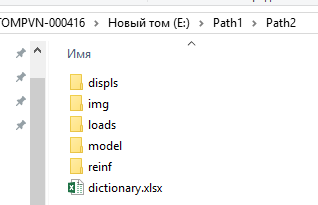 TOMPVN-000416 > Новый том (E:) > Path1 > Path2
Имя
displs
img
loads
model
reinf
dictionary.xlsx